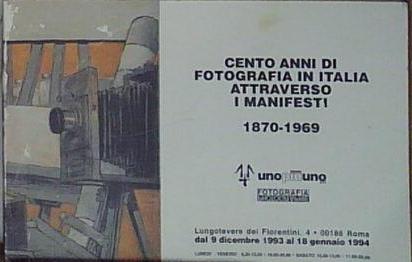 CENTO ANNI DI
FOTOGRAFIA IN ITALIA
ATTRAVERSO
I MANIFESTI
1870-1969
unopiùuno
FOTOGRAFIA
Lungotevere dei Fiorentini, 4 • 00186 Roma
dal 9 dicembre 1993 al 18 gennaio 1994